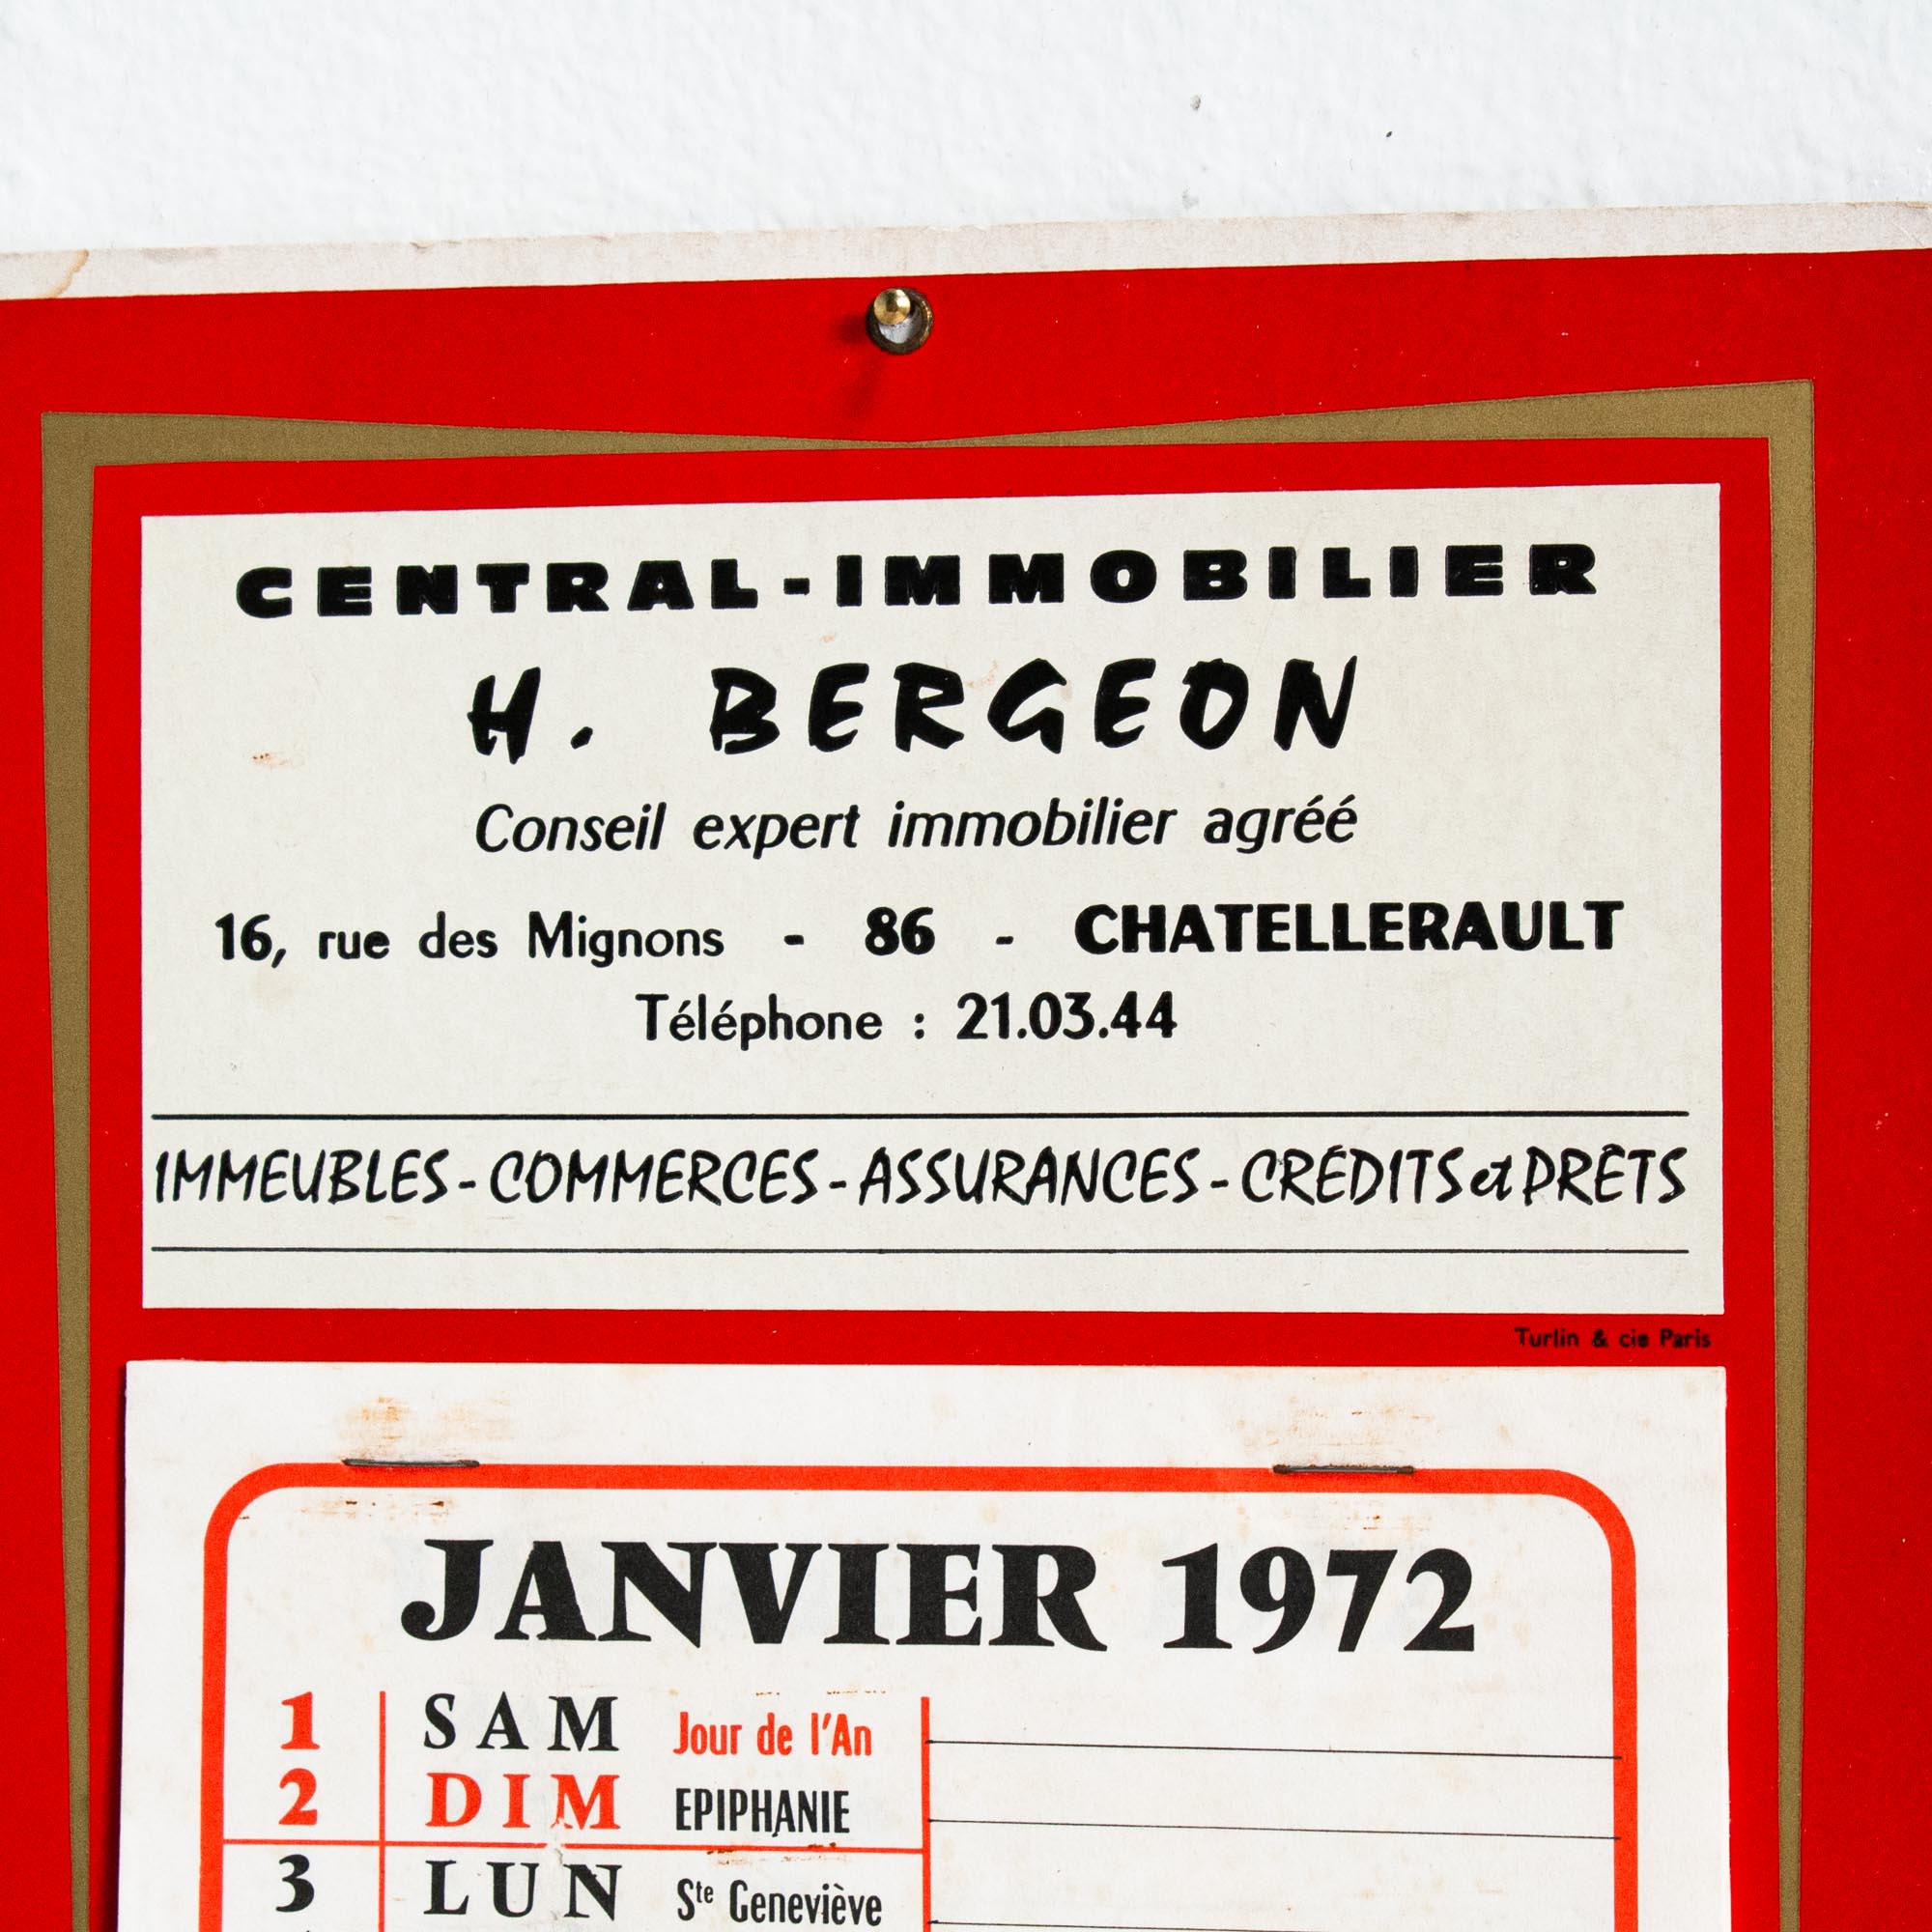 CENTRAL-IMMOBILIER
H. BERGEON
Conseil expert immobilier agréé
16, rue des Mignons - 86 - CHATELLERAULT
Téléphone : 21.03.44
IMMEUBLES - COMMERCES - ASSURANCES - CRÉDITS et PRÊTS
Turlin & cie Paris
JANVIER 1972
1 SAM Jour de l'An
2 DIM EPIPHANIE
3 LUN Ste Geneviève